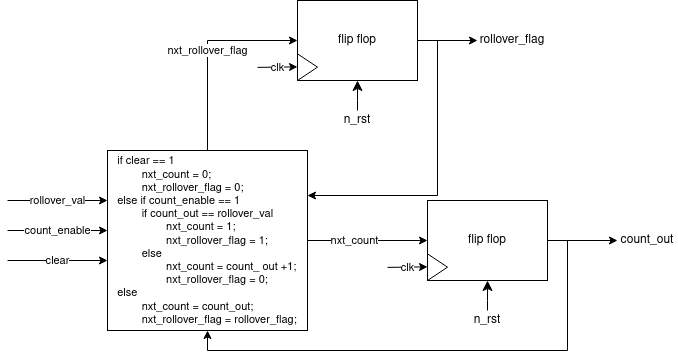 flip flop
rollover_flag
nxt_rollover_flag
clk
n_rst
if clear == 1
nxt_count = 0;
nxt_rollover_flag = 0;
else if count_enable == 1
if count_out == rollover_val
nxt_count = 1;
nxt_rollover_flag = 1;
else
nxt_count = count_ out +1;
nxt_rollover_flag = 0;
else
nxt_count = count_out;
nxt_rollover_flag = rollover_flag;
rollover_val
count_enable
clear
nxt_count
flip flop
count_out
clk
n_rst